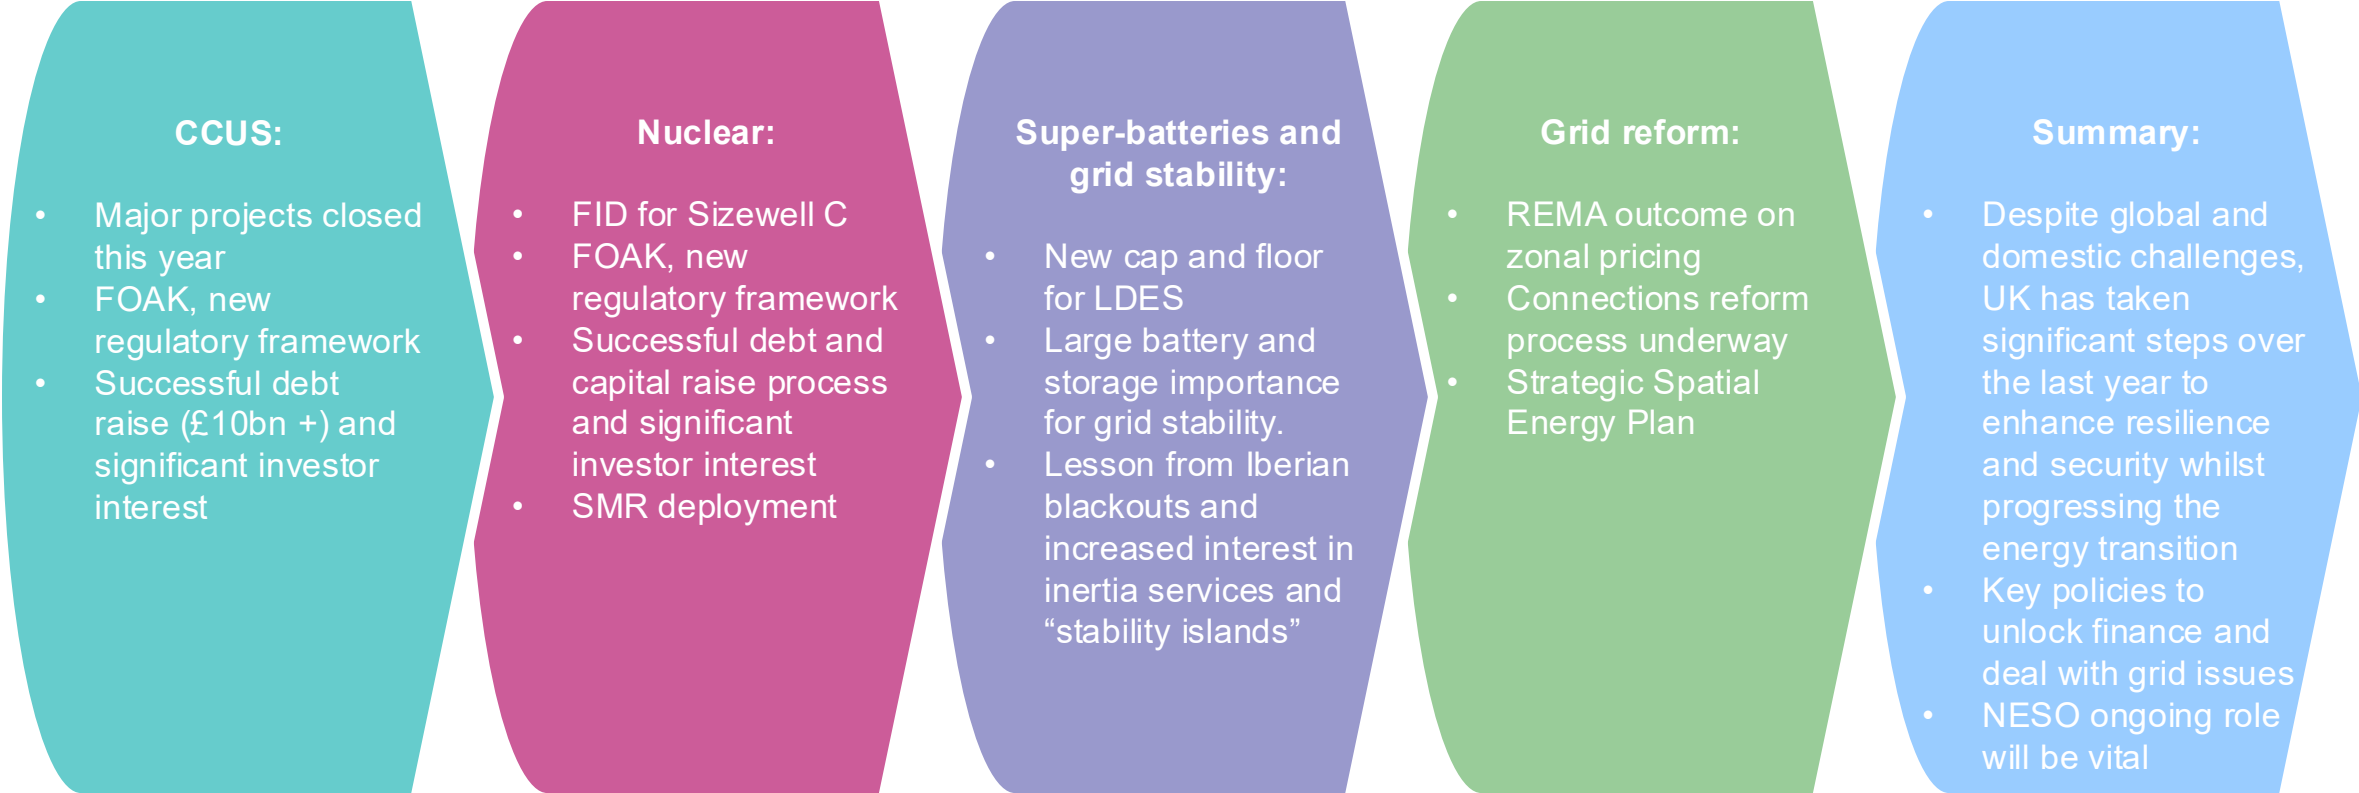 CCUS:
• Major projects closed
this year
• FOAK, new
regulatory framework
• Successful debt
raise (£10bn +) and
significant investor
interest
Nuclear:
• FID for Sizewell C
• FOAK, new
regulatory framework
• Successful debt and
capital raise process
and significant
investor interest
• SMR deployment
Super-batteries and
grid stability:
• New cap and floor
for LDES
• Large battery and
storage importance
for grid stability.
• Lesson from Iberian
blackouts and
increased interest in
inertia services and
“stability islands”
Grid reform:
• REMA outcome on
zonal pricing
• Connections reform
process underway
• Strategic Spatial
Energy Plan
Summary:
• Despite global and
domestic challenges,
UK has taken
significant steps over
the last year to
enhance resilience
and security whilst
progressing the
energy transition
• Key policies to
unlock finance and
deal with grid issues
• NESO ongoing role
will be vital